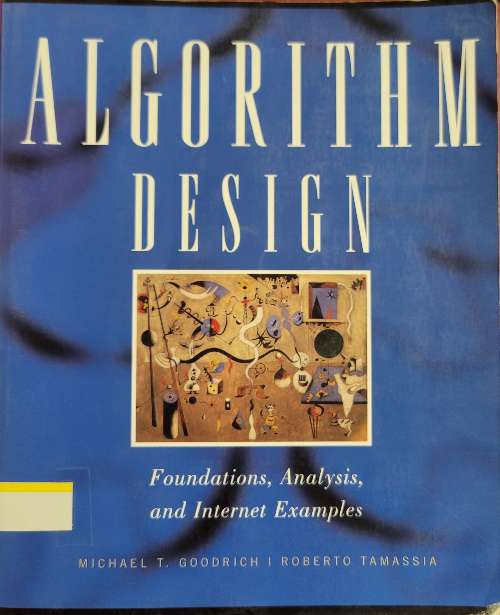 ALGORITHM
DESIGN
Foundations, Analysis,
and Internet Examples
MICHAEL T. GOODRICH | ROBERTO TAMASSIA